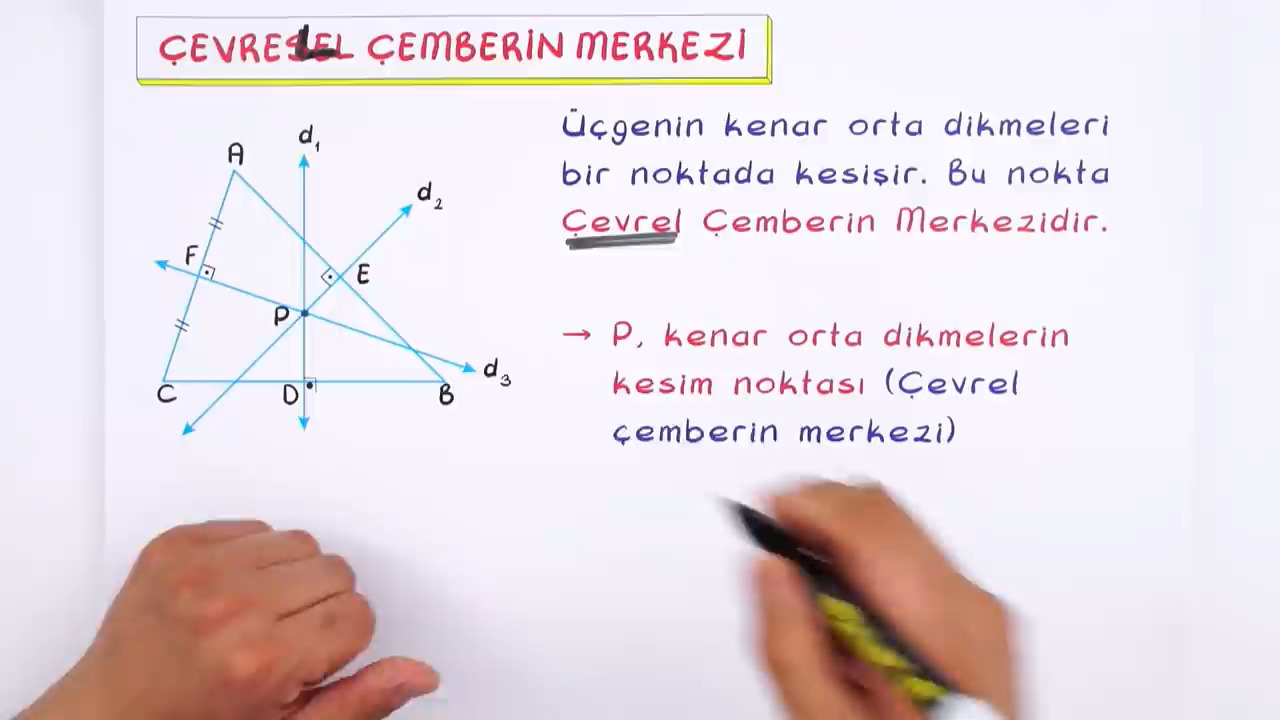 ÇEVREL ÇEMBERİN MERKEZİ
Üçgenin kenar orta dikmeleri
bir noktada kesişir. Bu nokta
Çevrel Çemberin Merkezidir.
→ P, kenar orta dikmelerin
kesim noktası (Çevrel
çemberin merkezi)
d₁
A
d₂
F
E
P
d₃
C
D
B